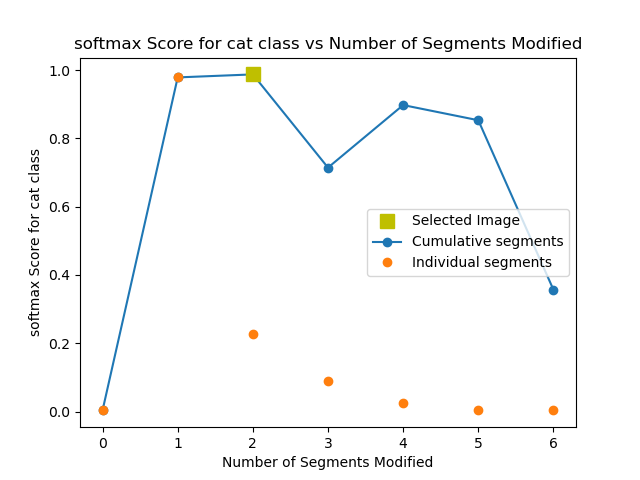 softmax Score for cat class vs Number of Segments Modified
softmax Score for cat class
1.0
0.8
0.6
0.4
0.2
0.0
Selected Image
Cumulative segments
Individual segments
0 1 2 3 4 5 6
Number of Segments Modified